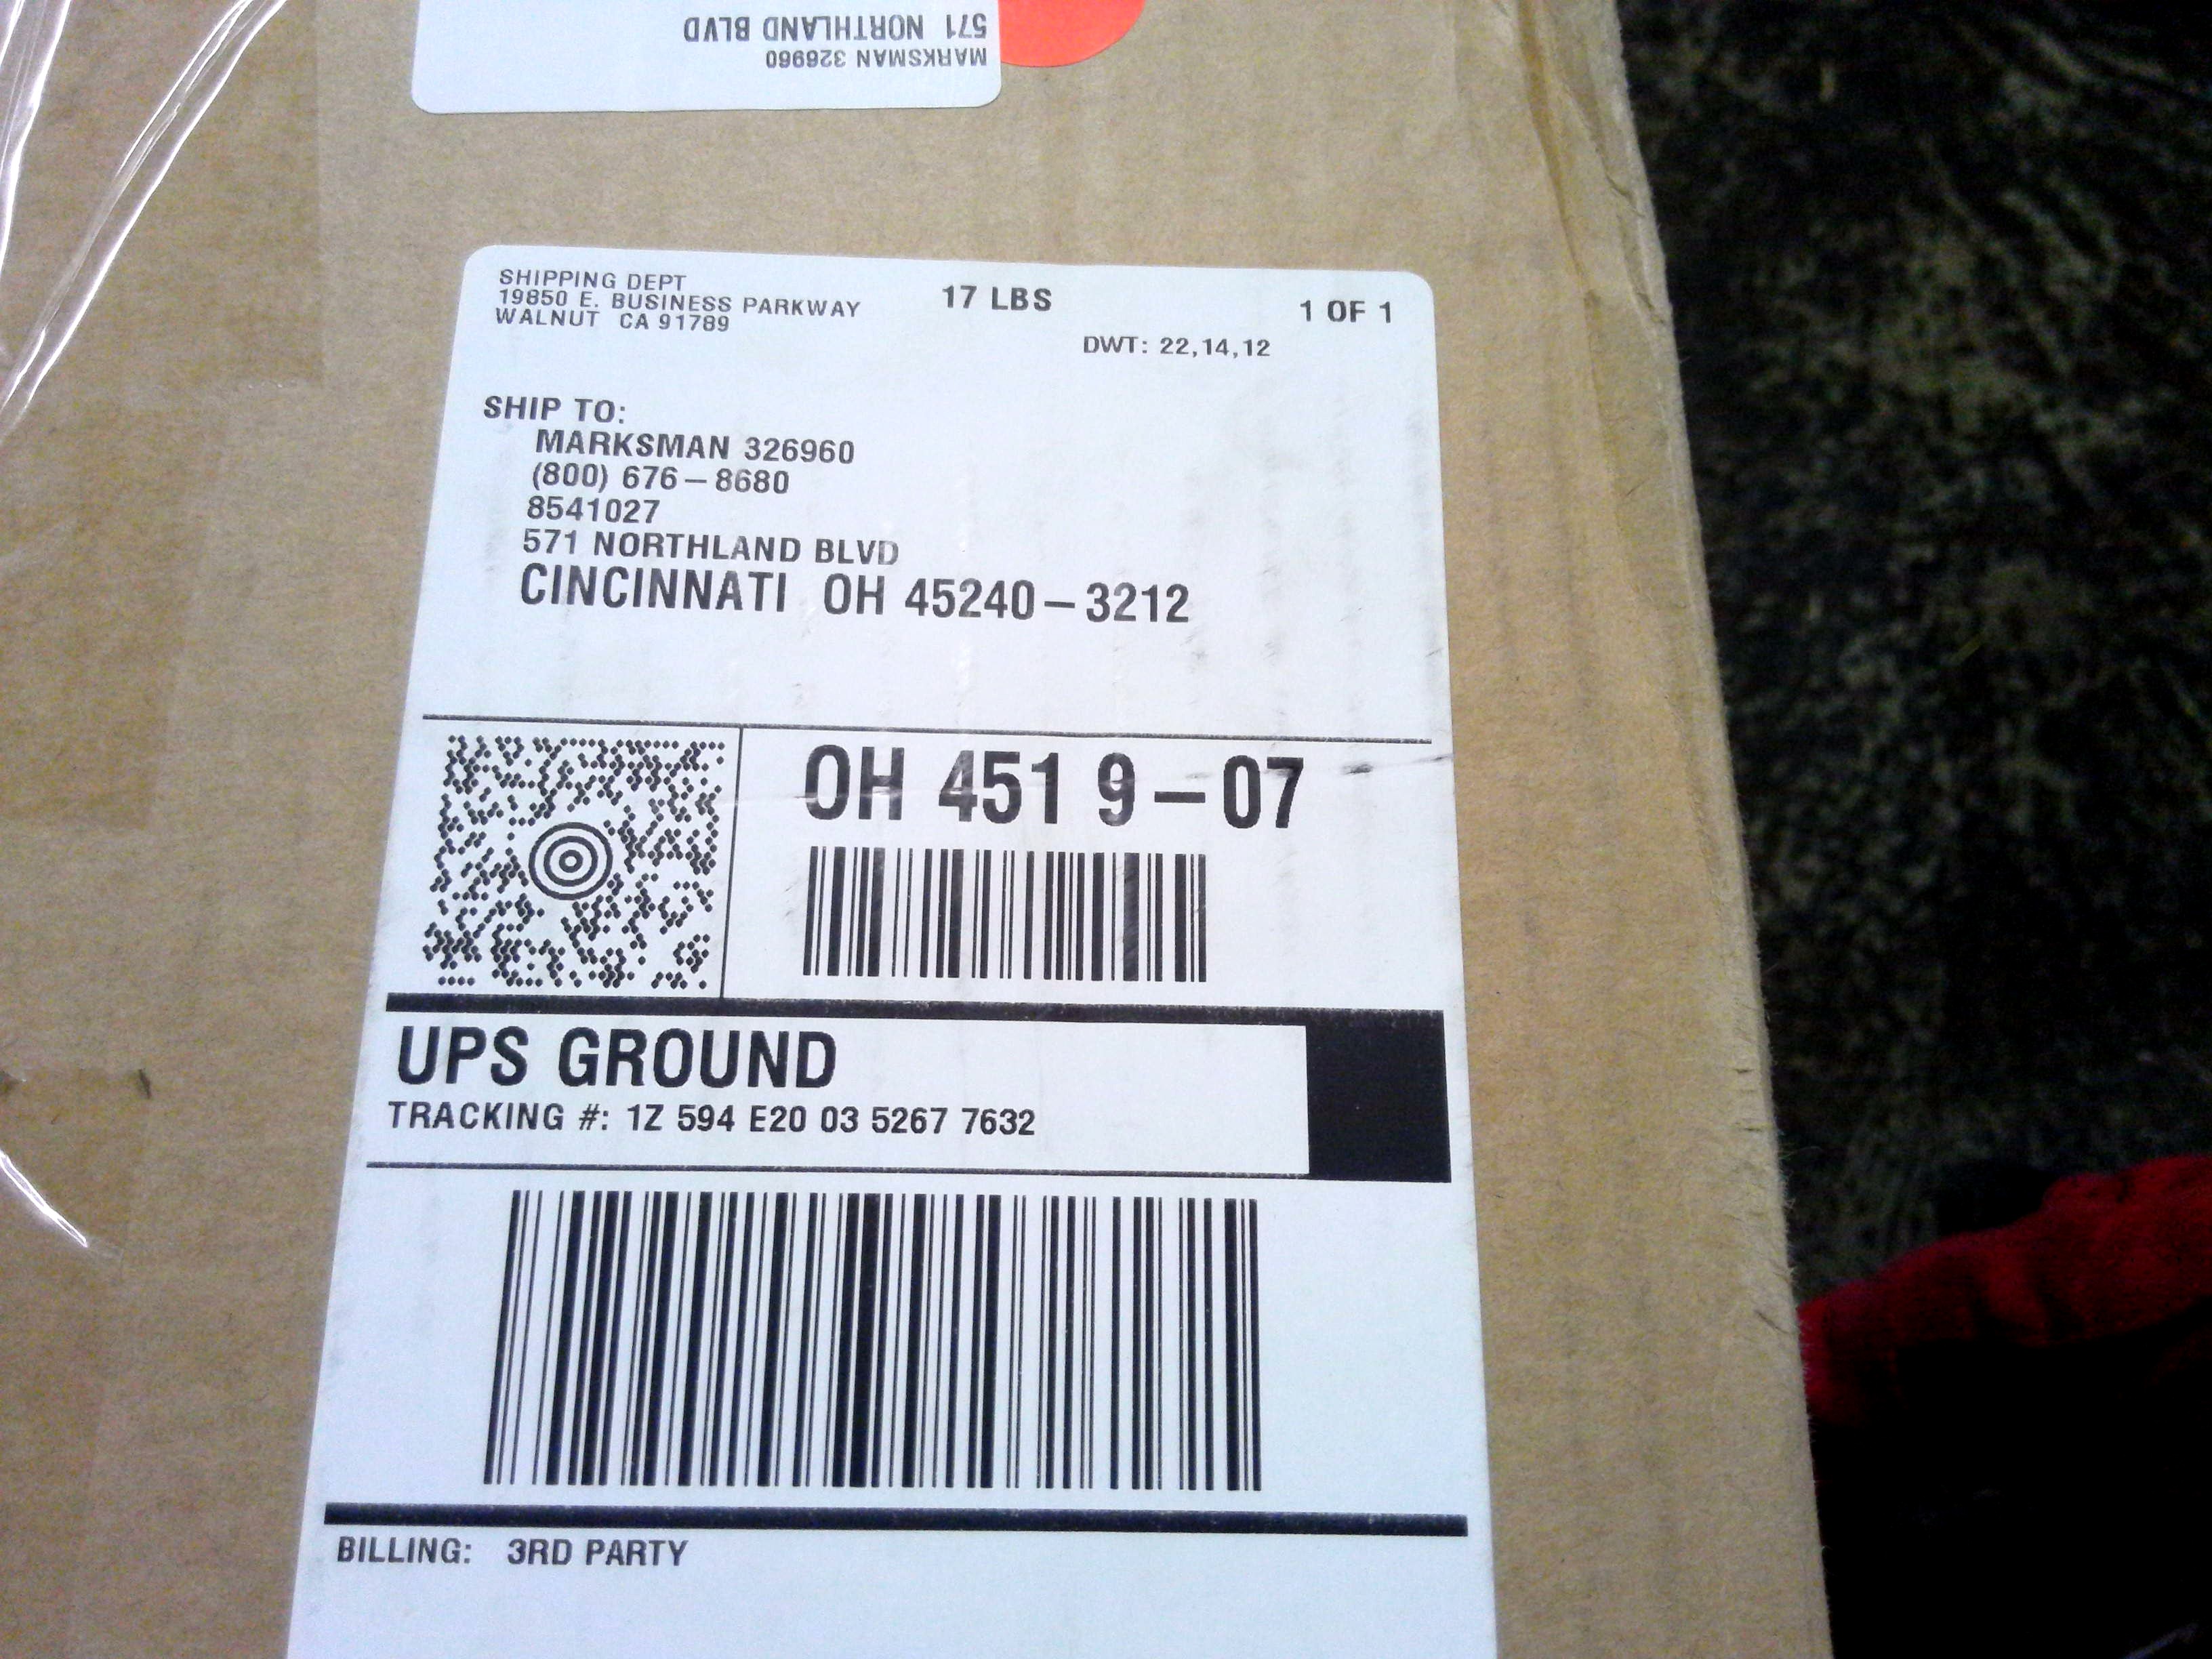 571 NORTHLAND BLVD
MARKSMAN 326960
SHIPPING DEPT
19850 E. BUSINESS PARKWAY
WALNUT CA 91789
17 LBS
1 OF 1
DWT: 22,14,12
SHIP TO:
MARKSMAN 326960
(800) 676-8680
8541027
571 NORTHLAND BLVD
CINCINNATI OH 45240-3212
OH 451 9-07
UPS GROUND
TRACKING #: 1Z 594 E20 03 5267 7632
BILLING: 3RD PARTY